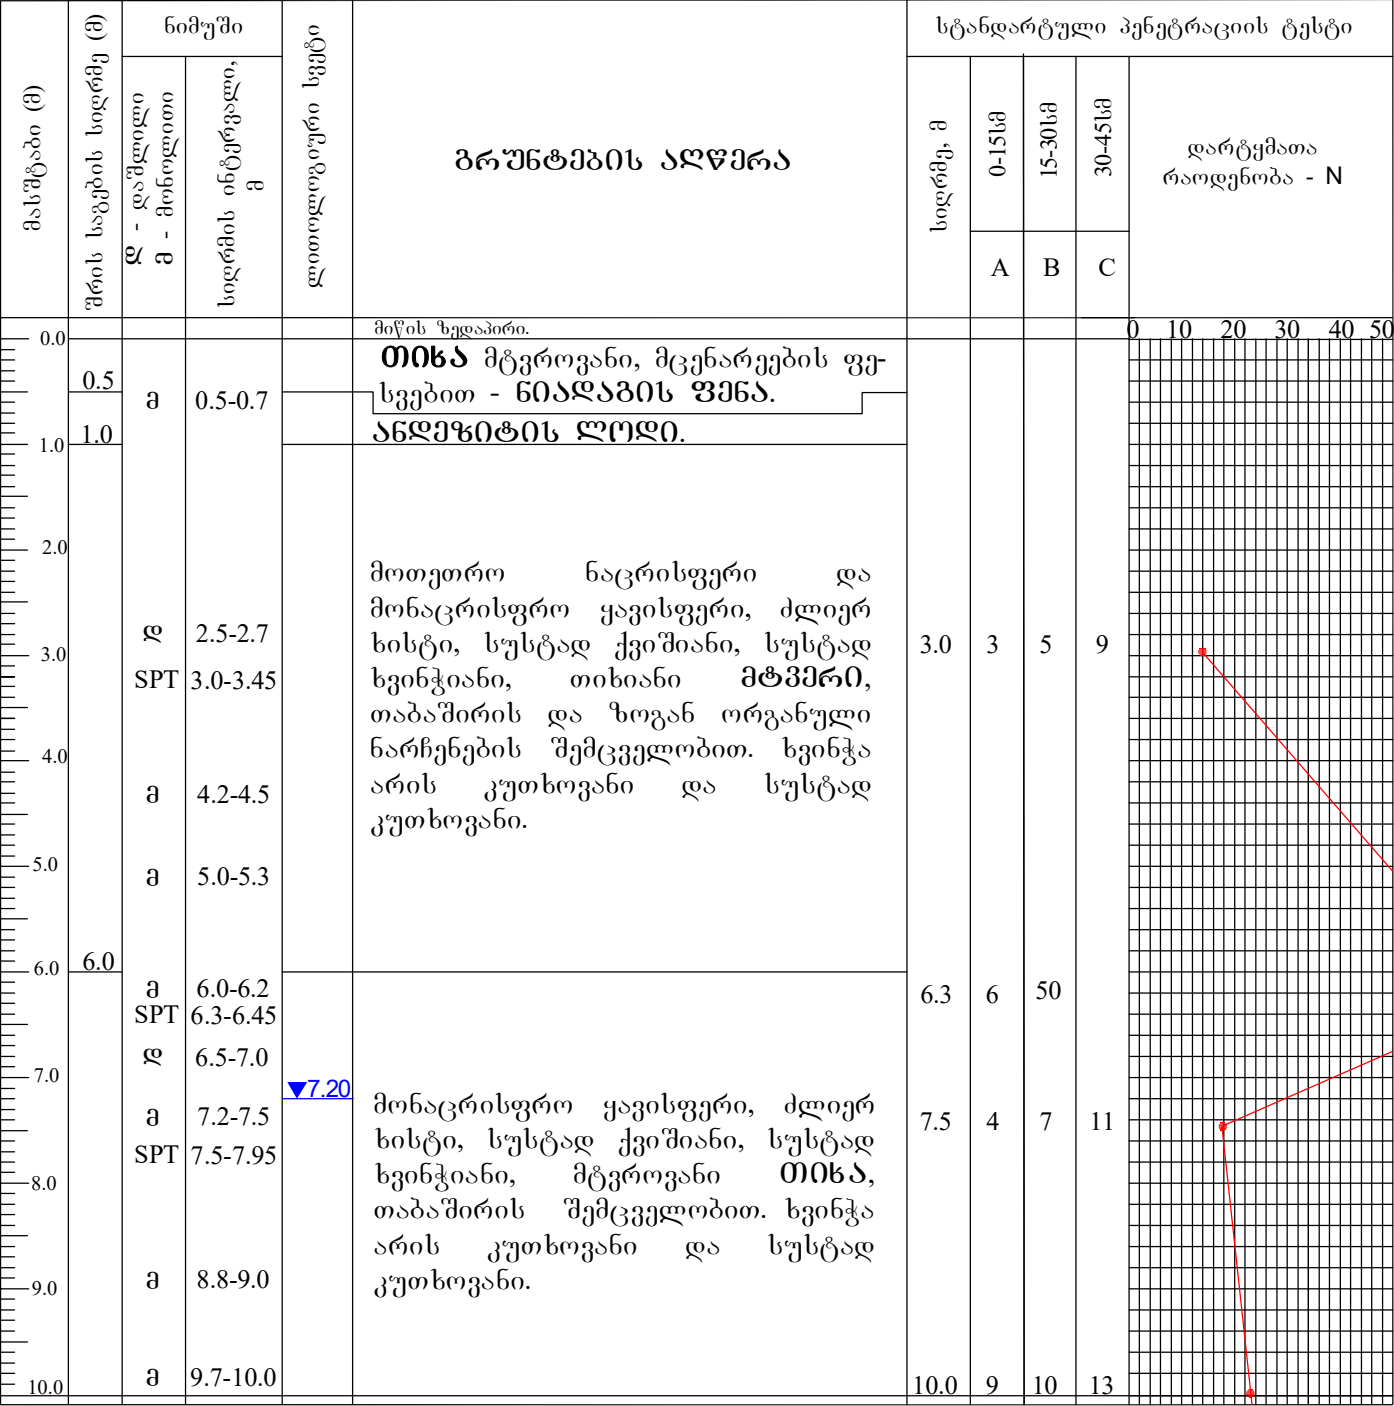 მასშტაბი (მ)
შრის საგების სიღრმე (მ)
ნიმუში
დ - დაშლილი
მ - მონოლითი
სიღრმის ინტერვალი,
მ
ლითოლოგიური სვეტი
გრუნტების აღწერა
სტანდარტული პენეტრაციის ტესტი
სიღრმე, მ
0-15სმ
15-30სმ
30-45სმ
A B C
დარტყმათა
რაოდენობა - N
მიწის ზედაპირი.
0 10 20 30 40 50
0.0
თიხა მტვროვანი, მცენარეების ფე-
სვებით - ნიადაგის ფენა.
0.5
მ 0.5-0.7
ანდეზიტის ლოდი.
1.0 1.0
2.0
მოთეთრო ნაცრისფერი და
მონაცრისფრო ყავისფერი, ძლიერ
ხისტი, სუსტად ქვიშიანი, სუსტად
ხვინჭიანი, თიხიანი მტვერი,
თაბაშირის და ზოგან ორგანული
ნარჩენების შემცველობით. ხვინჭა
არის კუთხოვანი და სუსტად
კუთხოვანი.
დ 2.5-2.7
3.0
SPT 3.0-3.45
3.0 3 5 9
4.0
მ 4.2-4.5
5.0
მ 5.0-5.3
6.0 6.0
მ 6.0-6.2
SPT 6.3-6.45
6.3 6 50
დ 6.5-7.0
7.0
7.20
მ 7.2-7.5
SPT 7.5-7.95
7.5 4 7 11
მონაცრისფრო ყავისფერი, ძლიერ
ხისტი, სუსტად ქვიშიანი, სუსტად
ხვინჭიანი, მტვროვანი თიხა,
თაბაშირის შემცველობით. ხვინჭა
არის კუთხოვანი და სუსტად
კუთხოვანი.
8.0
მ 8.8-9.0
9.0
მ 9.7-10.0
10.0
10.0 9 10 13